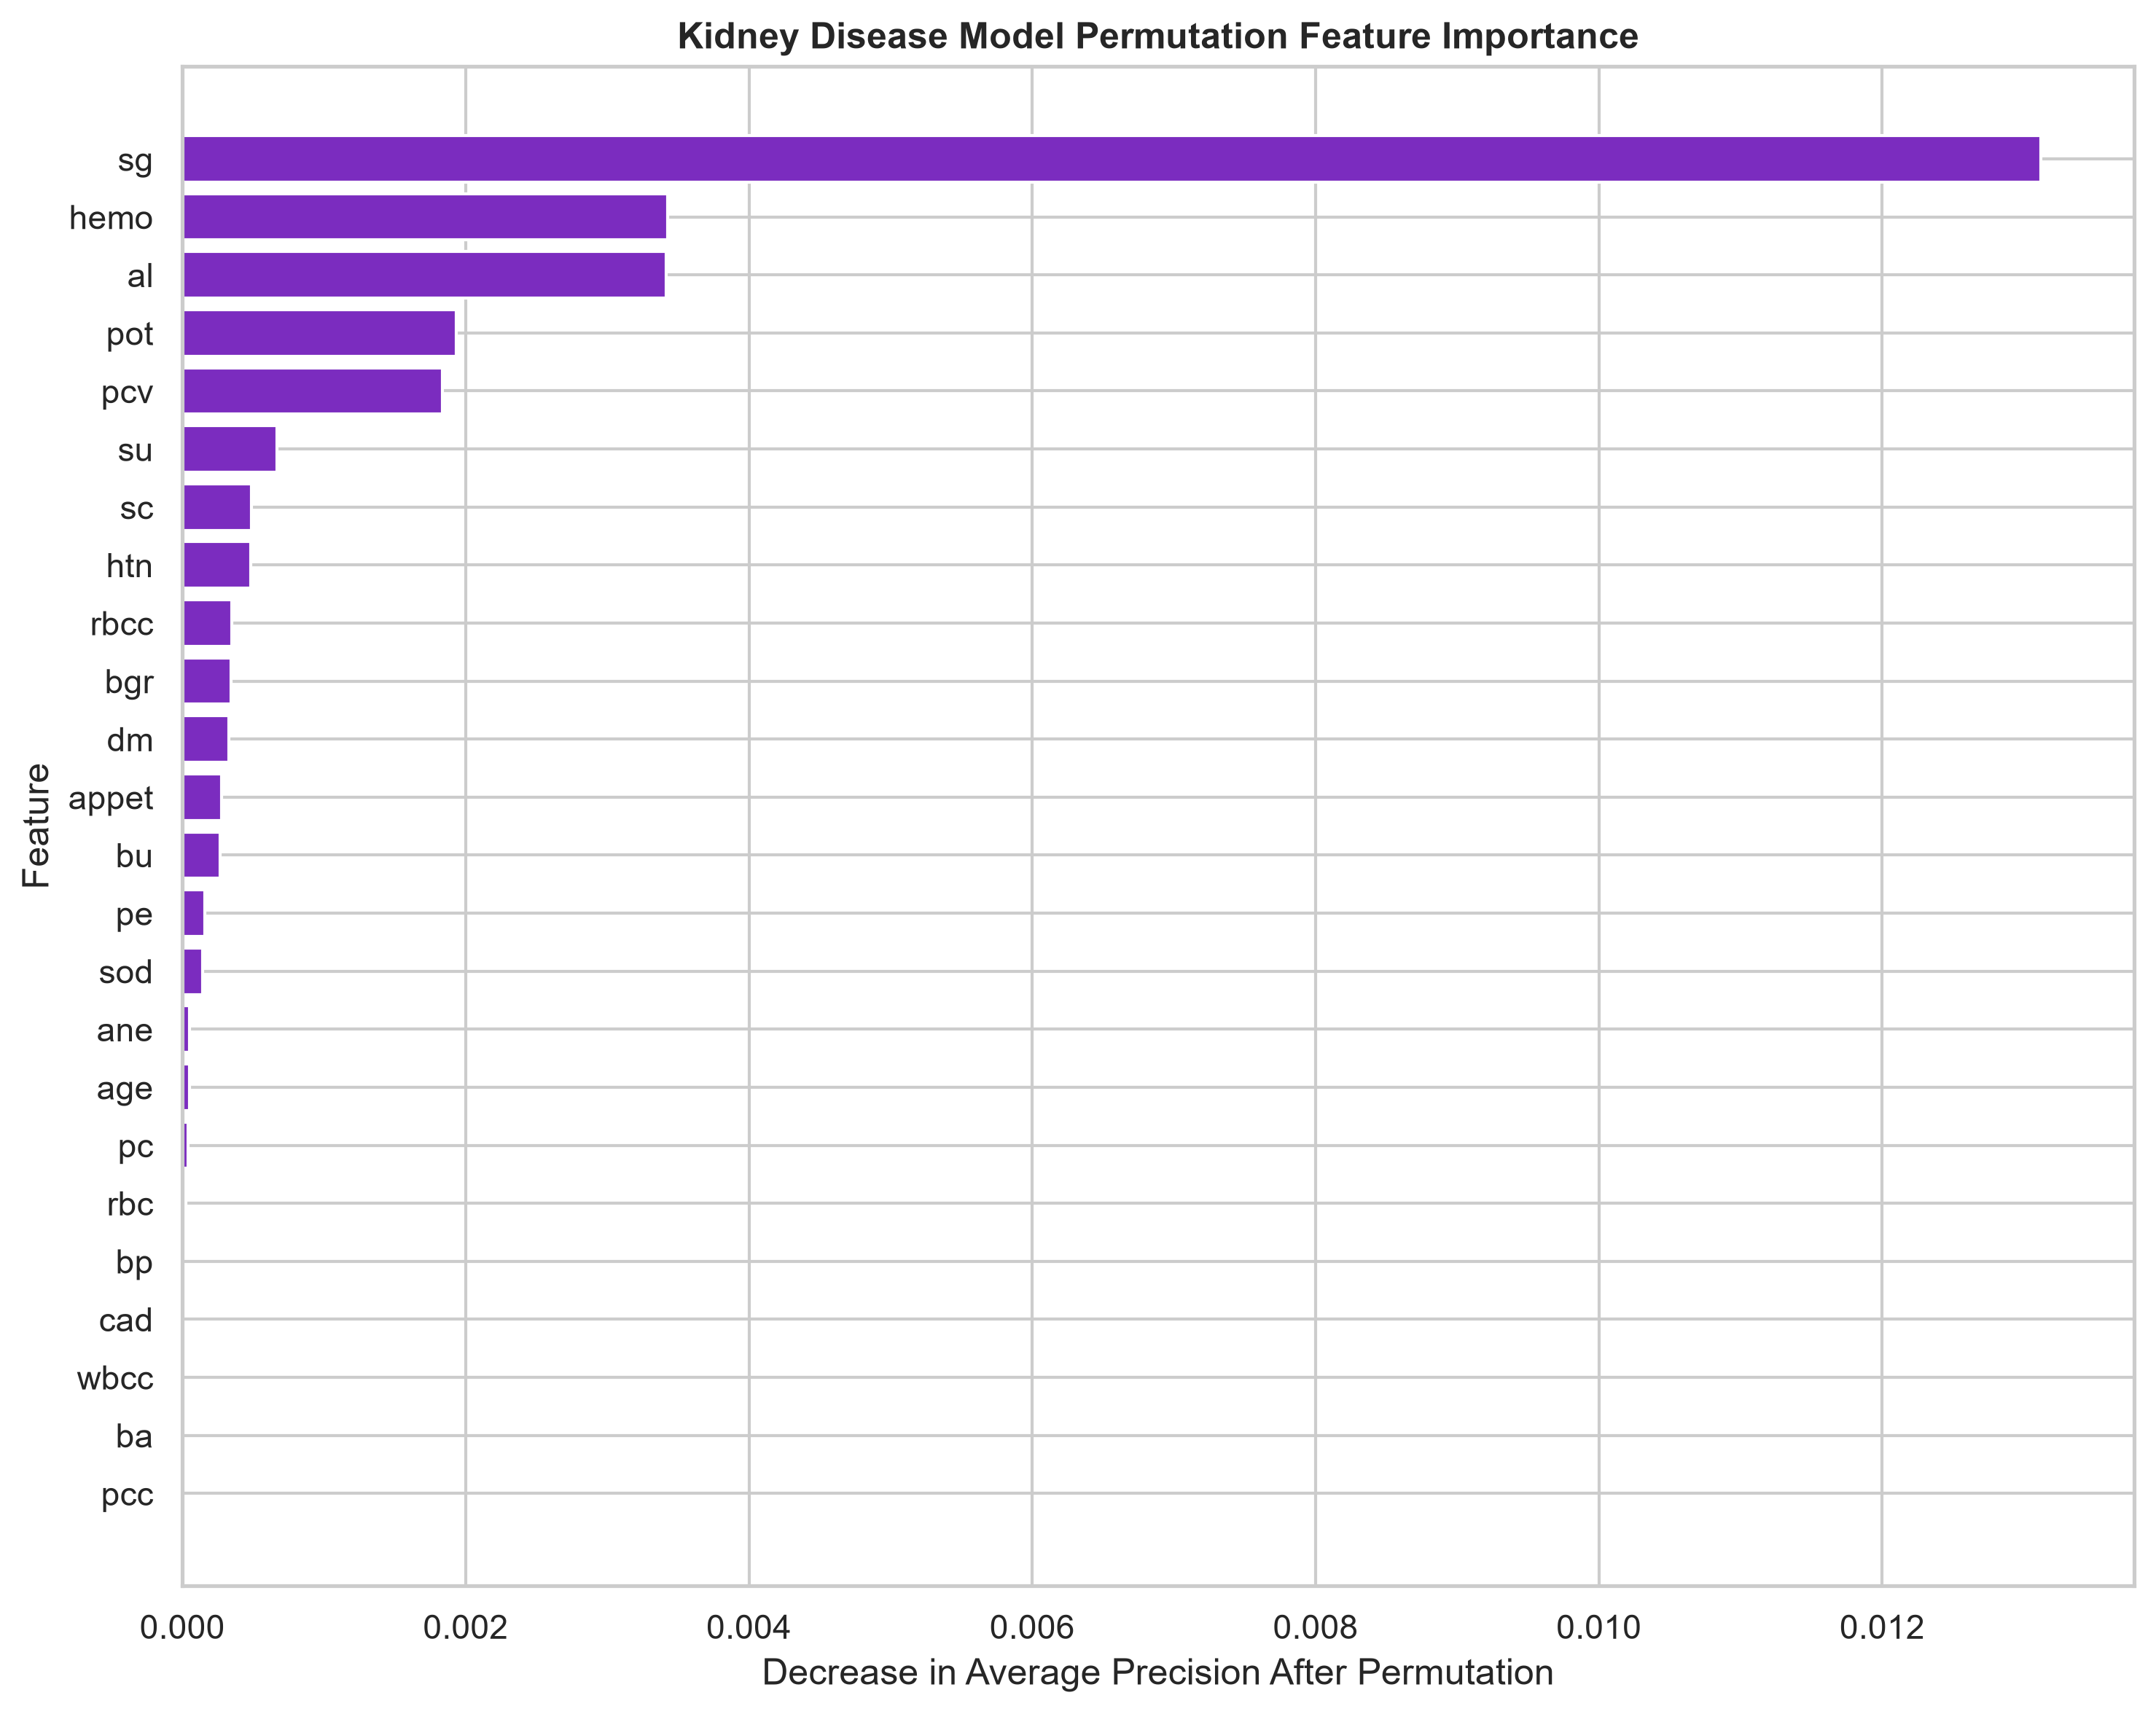 Kidney Disease Model Permutation Feature Importance
sg
hemo
al
pot
pcv
su
sc
htn
rbcc
bgr
dm
appet
bu
pe
sod
ane
age
pc
rbc
bp
cad
wbcc
ba
pcc
Feature
0.000 0.002 0.004 0.006 0.008 0.010 0.012
Decrease in Average Precision After Permutation